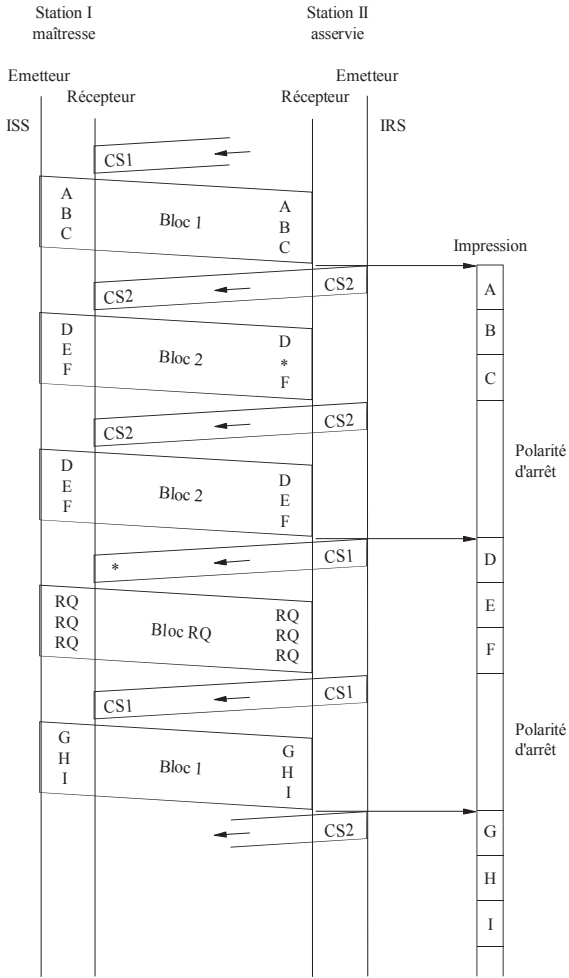 Station I
maîtresse
Station II
asservie
Emetteur
Emetteur
Récepteur
Récepteur
ISS
IRS
CS1
A
B
C
Bloc 1
A
B
C
Impression
CS2
CS2
A
B
C
D
E
F
Bloc 2
D
*
F
CS2
CS2
Polarité
d'arrêt
D
E
F
Bloc 2
D
E
F
*
CS1
D
E
F
RQ
RQ
RQ
Bloc RQ
RQ
RQ
RQ
CS1
CS1
Polarité
d'arrêt
G
H
I
Bloc 1
G
H
I
CS2
G
H
I